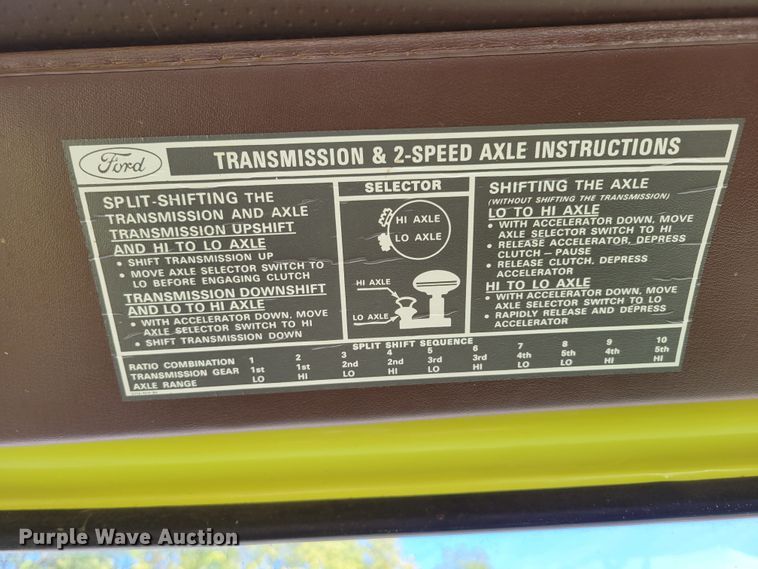 Ford
TRANSMISSION & 2-SPEED AXLE INSTRUCTIONS
SPLIT-SHIFTING THE
TRANSMISSION AND AXLE
TRANSMISSION UPSHIFT
AND HI TO LO AXLE
• SHIFT TRANSMISSION UP
• MOVE AXLE SELECTOR SWITCH TO
LO BEFORE ENGAGING CLUTCH
TRANSMISSION DOWNSHIFT
AND LO TO HI AXLE
• WITH ACCELERATOR DOWN, MOVE
AXLE SELECTOR SWITCH TO HI
• SHIFT TRANSMISSION DOWN
SELECTOR
HI AXLE
LO AXLE
HI AXLE
LO AXLE
SHIFTING THE AXLE
(WITHOUT SHIFTING THE TRANSMISSION)
LO TO HI AXLE
• WITH ACCELERATOR DOWN, MOVE
AXLE SELECTOR SWITCH TO HI
• RELEASE ACCELERATOR, DEPRESS
CLUTCH – PAUSE
• RELEASE CLUTCH, DEPRESS
ACCELERATOR
HI TO LO AXLE
• WITH ACCELERATOR DOWN, MOVE
AXLE SELECTOR SWITCH TO LO
• RAPIDLY RELEASE AND DEPRESS
ACCELERATOR
SPLIT SHIFT SEQUENCE
RATIO COMBINATION 1 2 3 4 5 6 7 8 9 10
TRANSMISSION GEAR 1st 1st 2nd 2nd 3rd 3rd 4th 5th 4th 5th
AXLE RANGE LO HI LO HI LO HI LO LO HI HI
Purple Wave Auction